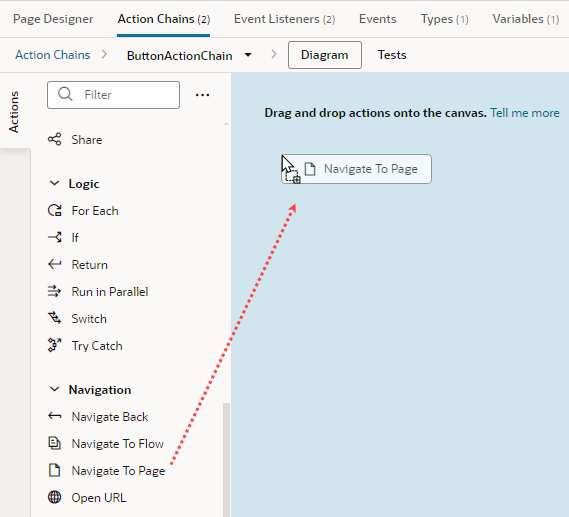 Page Designer Action Chains (2) Event Listeners (2) Events Types (1) Variables (1)
Action Chains > ButtonActionChain > Diagram Tests
Actions
Filter ...
Drag and drop actions onto the canvas. Tell me more
Share
Navigate To Page
Logic
For Each
If
Return
Run in Parallel
Switch
Try Catch
Navigation
Navigate Back
Navigate To Flow
Navigate To Page
Open URL